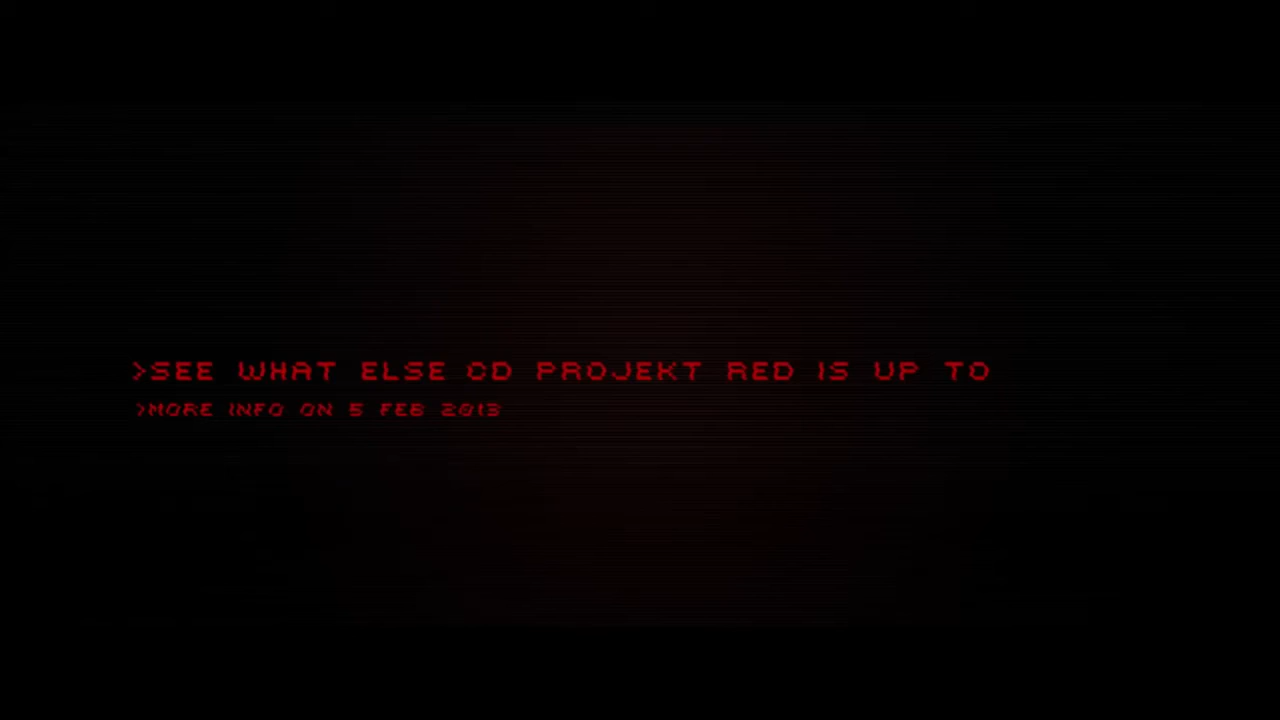 >SEE WHAT ELSE CD PROJEKT RED IS UP TO
>MORE INFO ON 5 FEB 2013